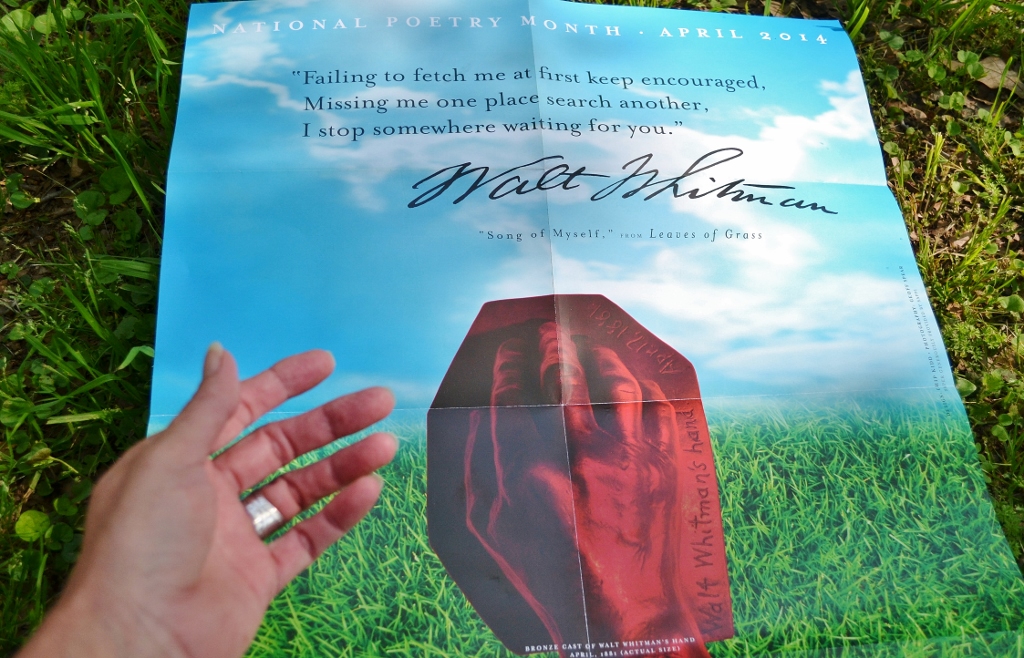 NATIONAL POETRY MONTH · APRIL 2014
"Failing to fetch me at first keep encouraged,
Missing me one place search another,
I stop somewhere waiting for you."
Walt Whitman
"Song of Myself," FROM Leaves of Grass
April 17 1881
Walt Whitman's hand
BRONZE CAST OF WALT WHITMAN'S HAND
APRIL, 1881 (ACTUAL SIZE)